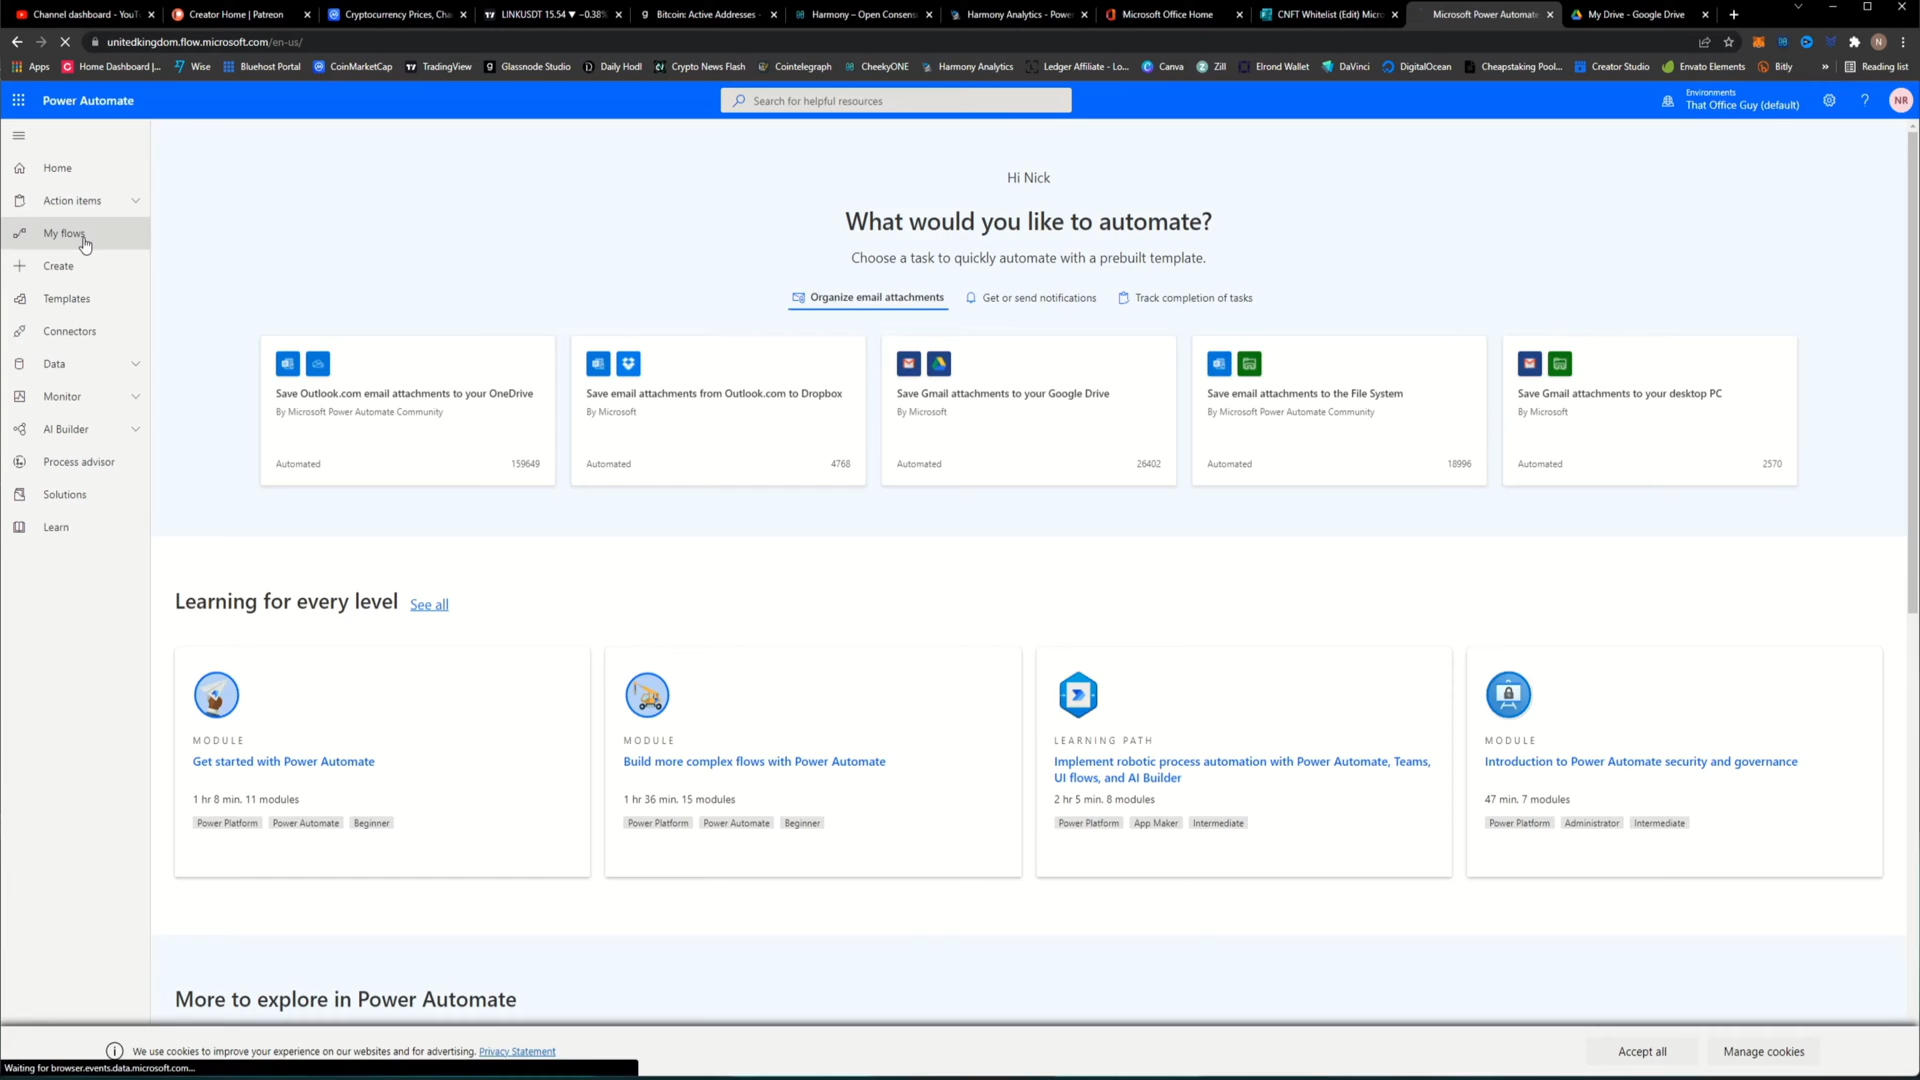 Channel dashboard - YouT
Creator Home | Patreon
Cryptocurrency Prices, Cha
LINKUSDT 15.54 ▼ −0.38%
Bitcoin: Active Addresses -
Harmony – Open Consens
Harmony Analytics - Power
Microsoft Office Home
CNFT Whitelist (Edit) Micro
Microsoft Power Automate
My Drive - Google Drive
unitedkingdom.flow.microsoft.com/en-us/
Apps
Home Dashboard |...
Wise
Bluehost Portal
CoinMarketCap
TradingView
Glassnode Studio
Daily Hodl
Crypto News Flash
Cointelegraph
CheekyONE
Harmony Analytics
Ledger Affiliate - Lo...
Canva
Zill
Elrond Wallet
DaVinci
DigitalOcean
Cheapstaking Pool...
Creator Studio
Envato Elements
Bitly
»
Reading list
Power Automate
Search for helpful resources
Environments
That Office Guy (default)
?
NR
Home
Action items
My flows
Create
Templates
Connectors
Data
Monitor
AI Builder
Process advisor
Solutions
Learn
Hi Nick
What would you like to automate?
Choose a task to quickly automate with a prebuilt template.
Organize email attachments
Get or send notifications
Track completion of tasks
Save Outlook.com email attachments to your OneDrive
By Microsoft Power Automate Community
Automated 159649
Save email attachments from Outlook.com to Dropbox
By Microsoft
Automated 4768
Save Gmail attachments to your Google Drive
By Microsoft
Automated 26402
Save email attachments to the File System
By Microsoft Power Automate Community
Automated 18996
Save Gmail attachments to your desktop PC
By Microsoft
Automated 2570
Learning for every level See all
MODULE
Get started with Power Automate
1 hr 8 min. 11 modules
Power Platform Power Automate Beginner
MODULE
Build more complex flows with Power Automate
1 hr 36 min. 15 modules
Power Platform Power Automate Beginner
LEARNING PATH
Implement robotic process automation with Power Automate, Teams,
UI flows, and AI Builder
2 hr 5 min. 8 modules
Power Platform App Maker Intermediate
MODULE
Introduction to Power Automate security and governance
47 min. 7 modules
Power Platform Administrator Intermediate
More to explore in Power Automate
We use cookies to improve your experience on our websites and for advertising. Privacy Statement
Accept all
Manage cookies
Waiting for browser.events.data.microsoft.com...